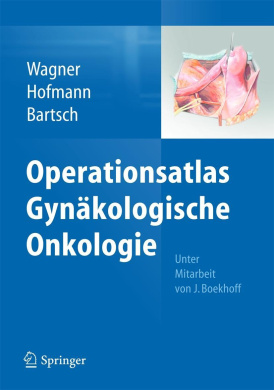 Wagner
Hofmann
Bartsch
Operationsatlas
Gynäkologische
Onkologie
Unter
Mitarbeit
von J. Boekhoff
Springer